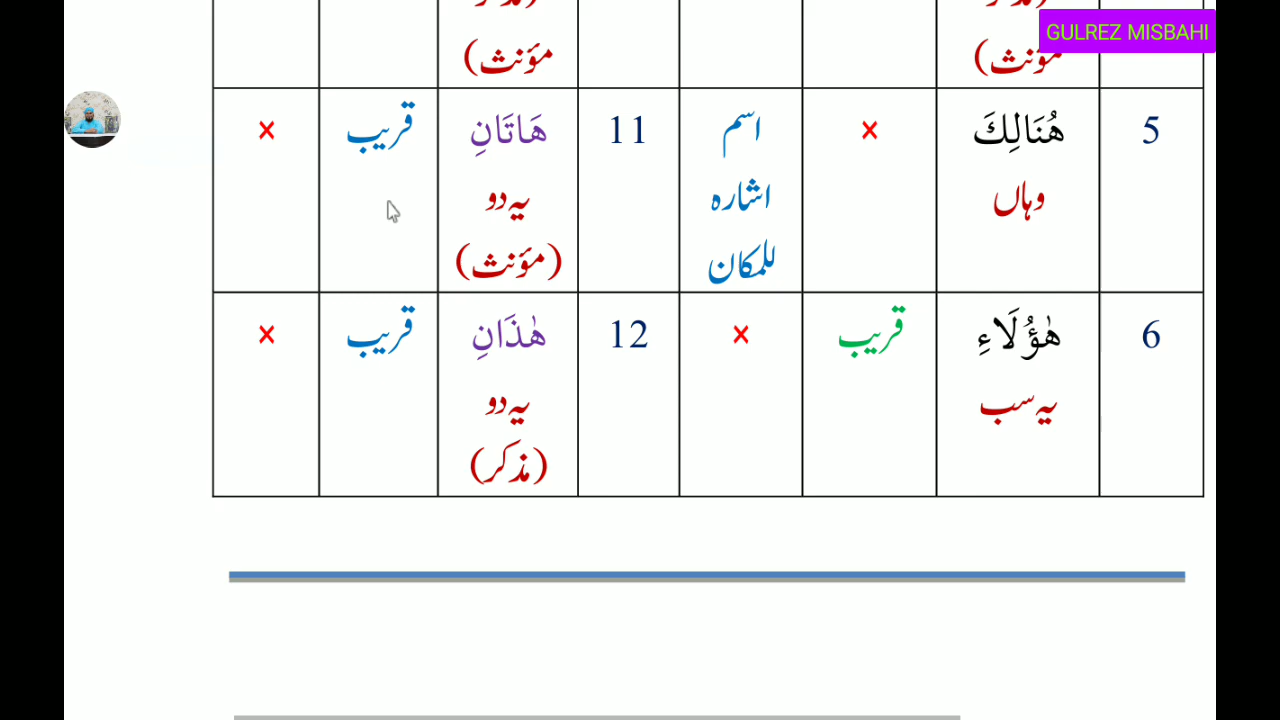 GULREZ MISBAHI
مؤنث)
مؤنث)
5
هُنَالِكَ
وہاں
×
اسم
اشارہ
للمکان
11
هَاتَانِ
یہ دو
(مؤنث)
قریب
×
6
هٰؤُلَاءِ
یہ سب
قریب
×
12
هٰذَانِ
یہ دو
(مذکر)
قریب
×